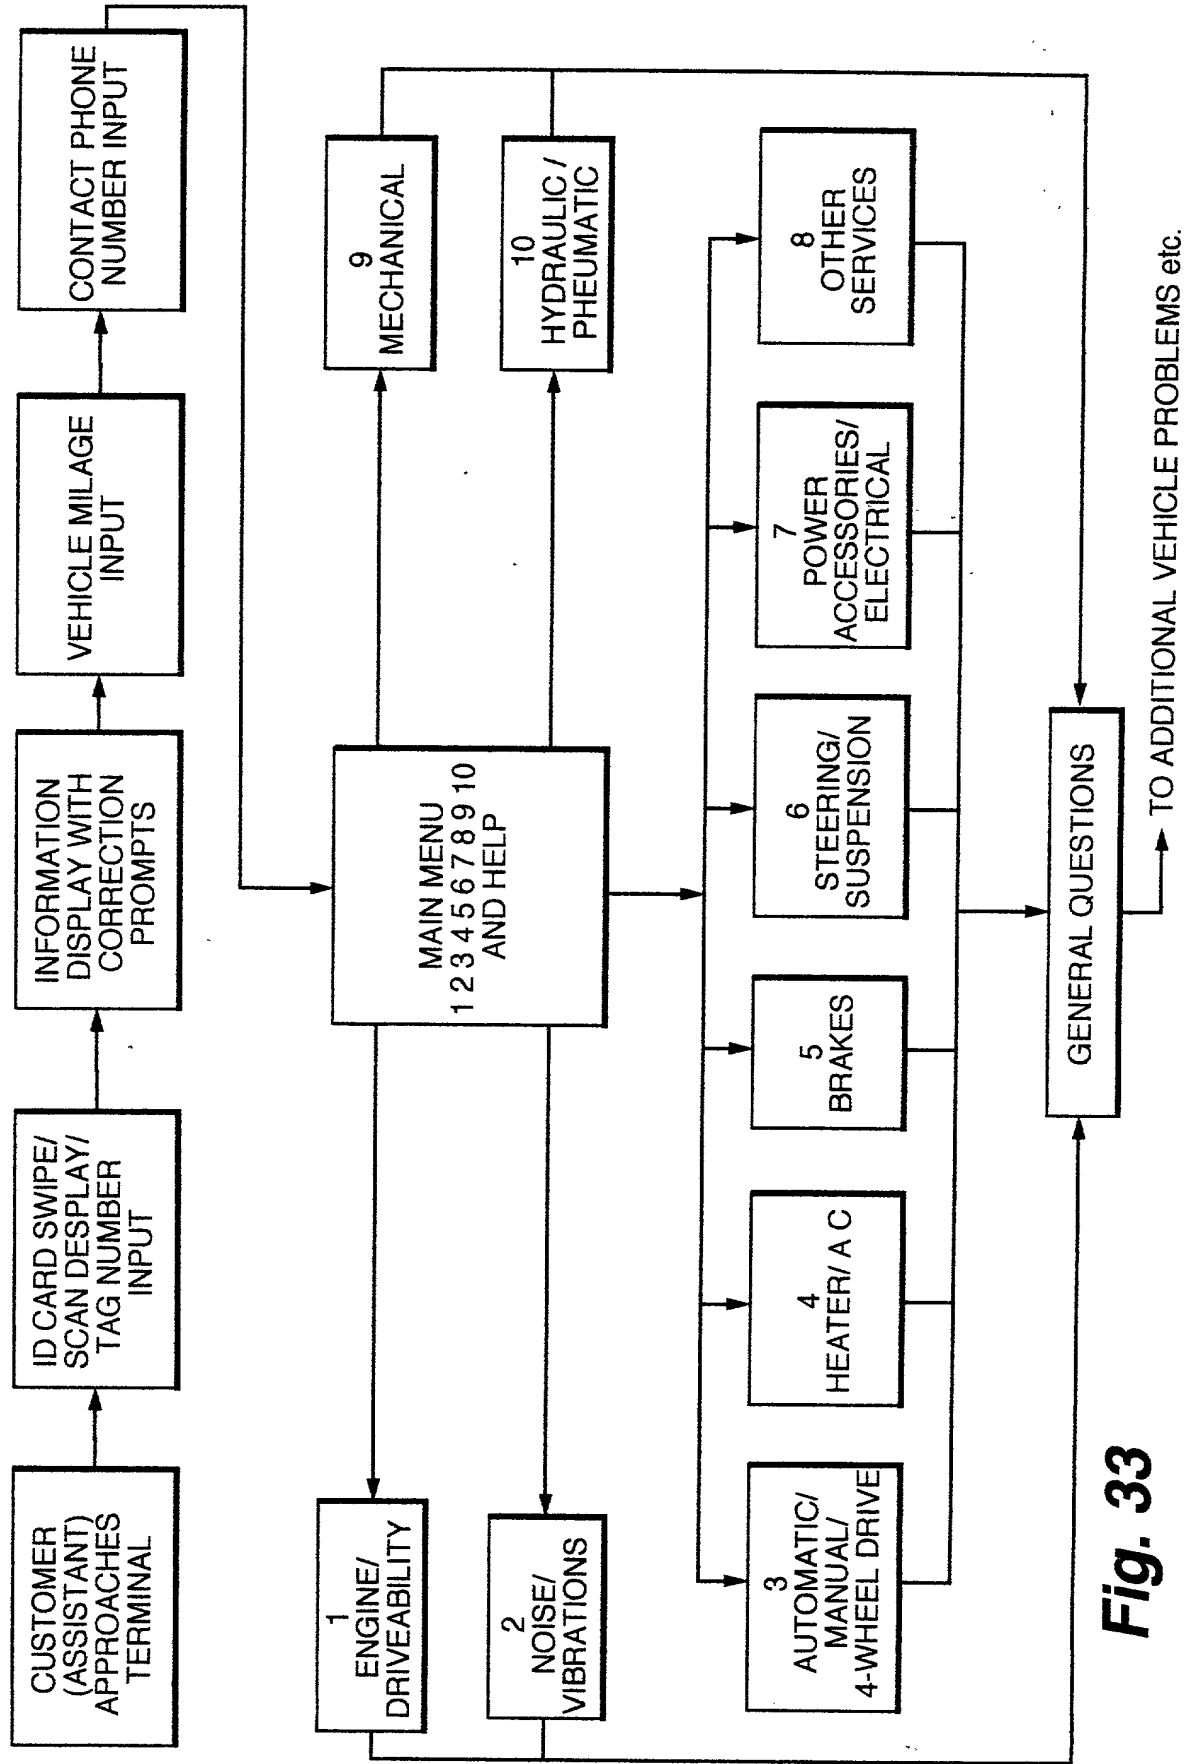 CUSTOMER
(ASSISTANT)
APPROACHES
TERMINAL
ID CARD SWIPE/
SCAN DESPLAY/
TAG NUMBER
INPUT
INFORMATION
DISPLAY WITH
CORRECTION
PROMPTS
VEHICLE MILAGE
INPUT
CONTACT PHONE
NUMBER INPUT
1
ENGINE/
DRIVEABILITY
MAIN MENU
1 2 3 4 5 6 7 8 9 10
AND HELP
9
MECHANICAL
2
NOISE/
VIBRATIONS
10
HYDRAULIC /
PHEUMATIC
3
AUTOMATIC/
MANUAL/
4-WHEEL DRIVE
4
HEATER/ A C
5
BRAKES
6
STEERING/
SUSPENSION
7
POWER
ACCESSORIES/
ELECTRICAL
8
OTHER
SERVICES
GENERAL QUESTIONS
TO ADDITIONAL VEHICLE PROBLEMS etc.
Fig. 33